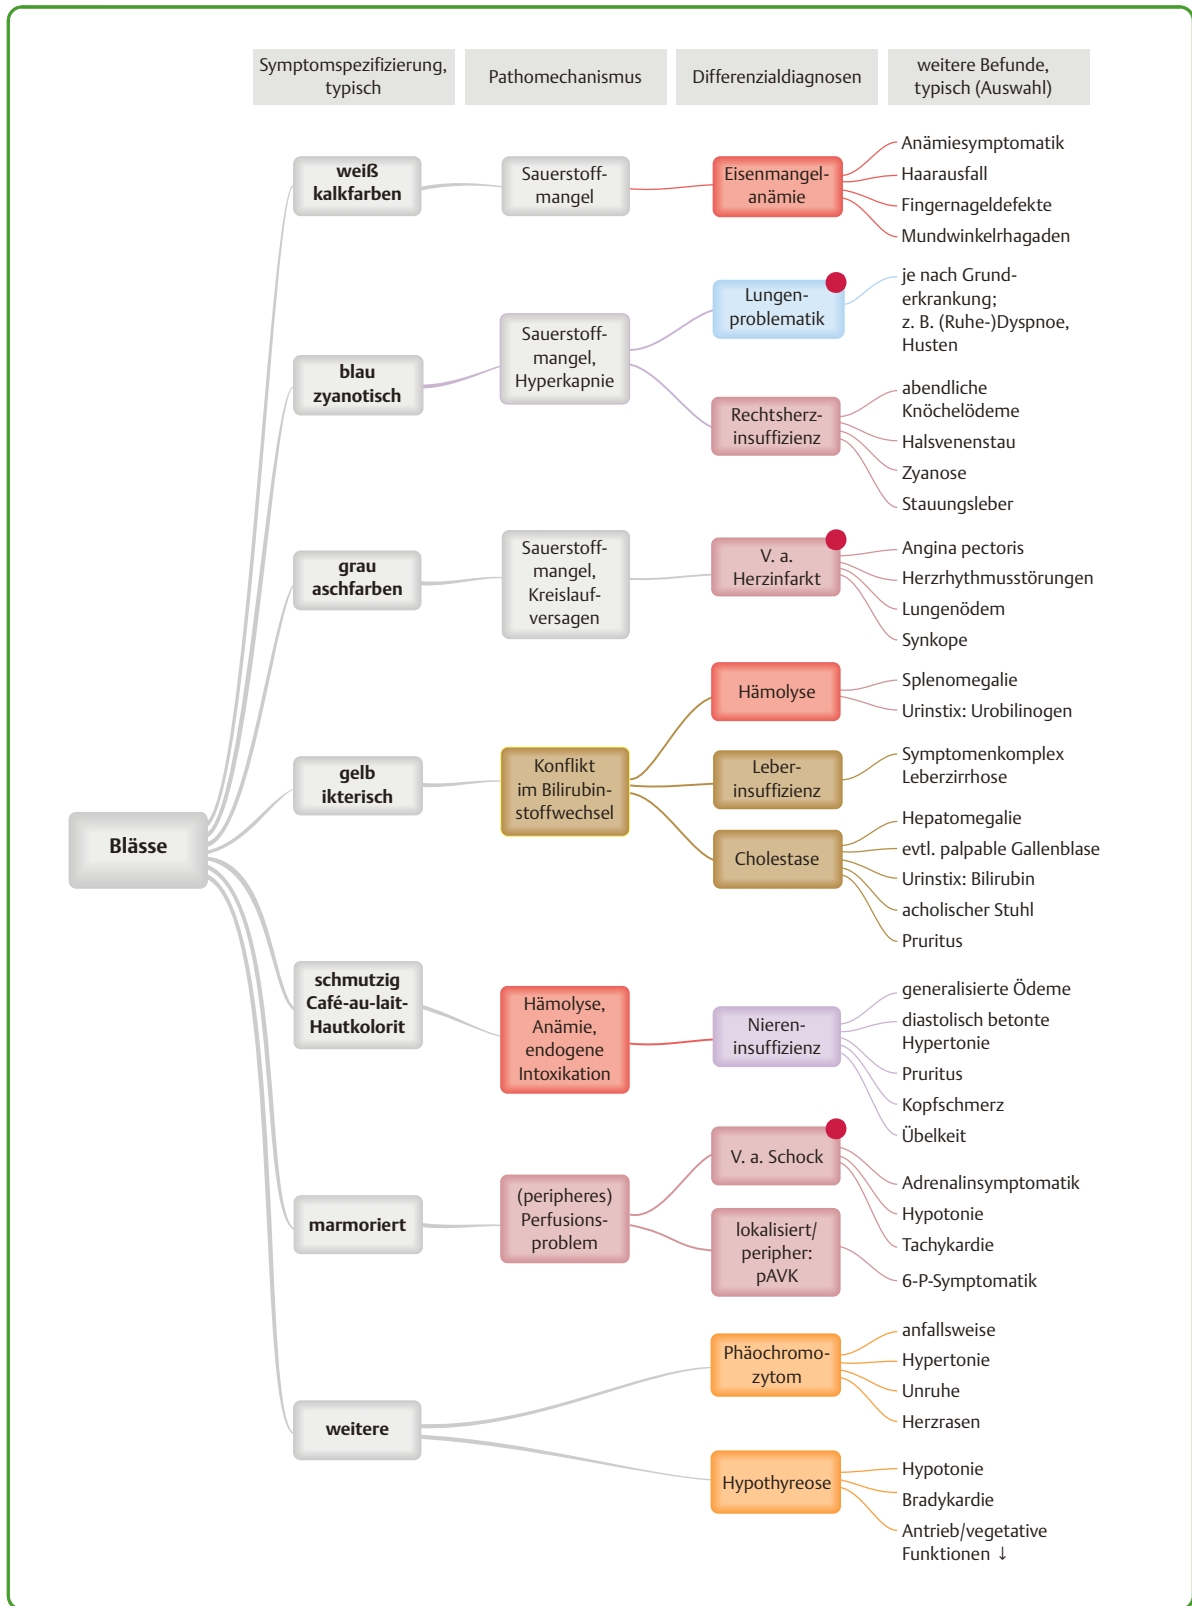 Symptomspezifizierung,
typisch
Pathomechanismus
Differenzialdiagnosen
weitere Befunde,
typisch (Auswahl)
Blässe
weiß
kalkfarben
Sauerstoff-
mangel
Eisenmangel-
anämie
Anämiesymptomatik
Haarausfall
Fingernageldefekte
Mundwinkelrhagaden
blau
zyanotisch
Sauerstoff-
mangel,
Hyperkapnie
Lungen-
problematik
je nach Grund-
erkrankung;
z. B. (Ruhe-)Dyspnoe,
Husten
Rechtsherz-
insuffizienz
abendliche
Knöchelödeme
Halsvenenstau
Zyanose
Stauungsleber
grau
aschfarben
Sauerstoff-
mangel,
Kreislauf-
versagen
V. a.
Herzinfarkt
Angina pectoris
Herzrhythmusstörungen
Lungenödem
Synkope
gelb
ikterisch
Konflikt
im Bilirubin-
stoffwechsel
Hämolyse
Splenomegalie
Urinstix: Urobilinogen
Leber-
insuffizienz
Symptomenkomplex
Leberzirrhose
Cholestase
Hepatomegalie
evtl. palpable Gallenblase
Urinstix: Bilirubin
acholischer Stuhl
Pruritus
schmutzig
Café-au-lait-
Hautkolorit
Hämolyse,
Anämie,
endogene
Intoxikation
Nieren-
insuffizienz
generalisierte Ödeme
diastolisch betonte
Hypertonie
Pruritus
Kopfschmerz
Übelkeit
marmoriert
(peripheres)
Perfusions-
problem
V. a. Schock
Adrenalinsymptomatik
Hypotonie
Tachykardie
lokalisiert/
peripher:
pAVK
6-P-Symptomatik
weitere
Phäochromo-
zytom
anfallsweise
Hypertonie
Unruhe
Herzrasen
Hypothyreose
Hypotonie
Bradykardie
Antrieb/vegetative
Funktionen ↓